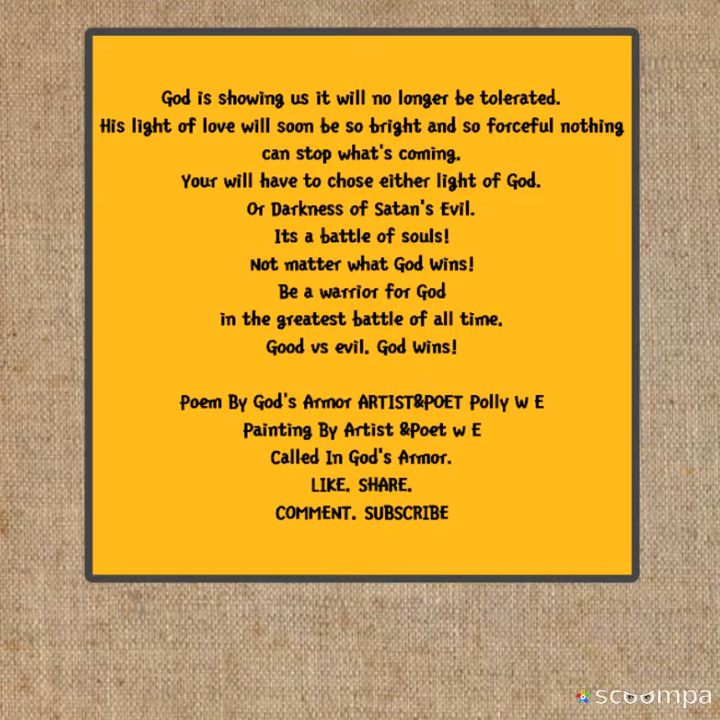 God is showing us it will no longer be tolerated.
His light of love will soon be so bright and so forceful nothing
can stop what's coming.
Your will have to chose either light of God.
Or Darkness of Satan's Evil.
Its a battle of souls!
Not matter what God Wins!
Be a warrior for God
in the greatest battle of all time.
Good vs evil. God Wins!
Poem By God's Armor ARTIST&POET Polly W E
Painting By Artist &Poet w E
Called In God's Armor.
LIKE. SHARE.
COMMENT. SUBSCRIBE
scoompa